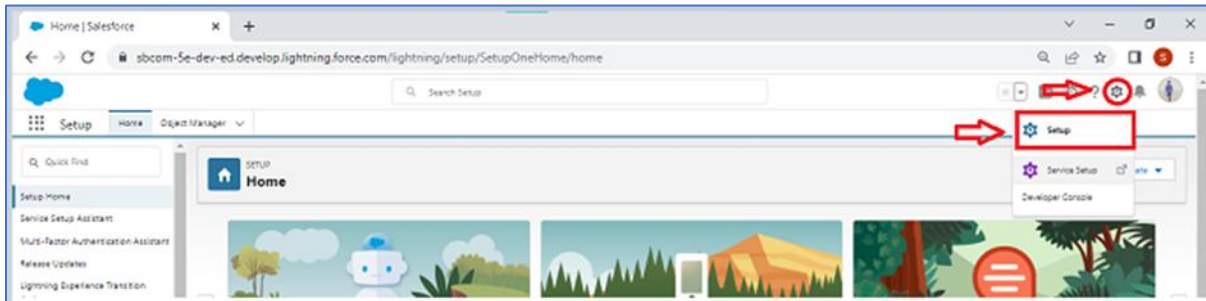 Home | Salesforce
sbcom-5e-dev-ed.develop.lightning.force.com/lightning/setup/SetupOneHome/home
S
Search Setup
?
Setup
Home
Object Manager
Setup
Quick Find
SETUP
Home
Service Setup
Developer Console
Setup Home
Service Setup Assistant
Multi-Factor Authentication Assistant
Release Updates
Lightning Experience Transition